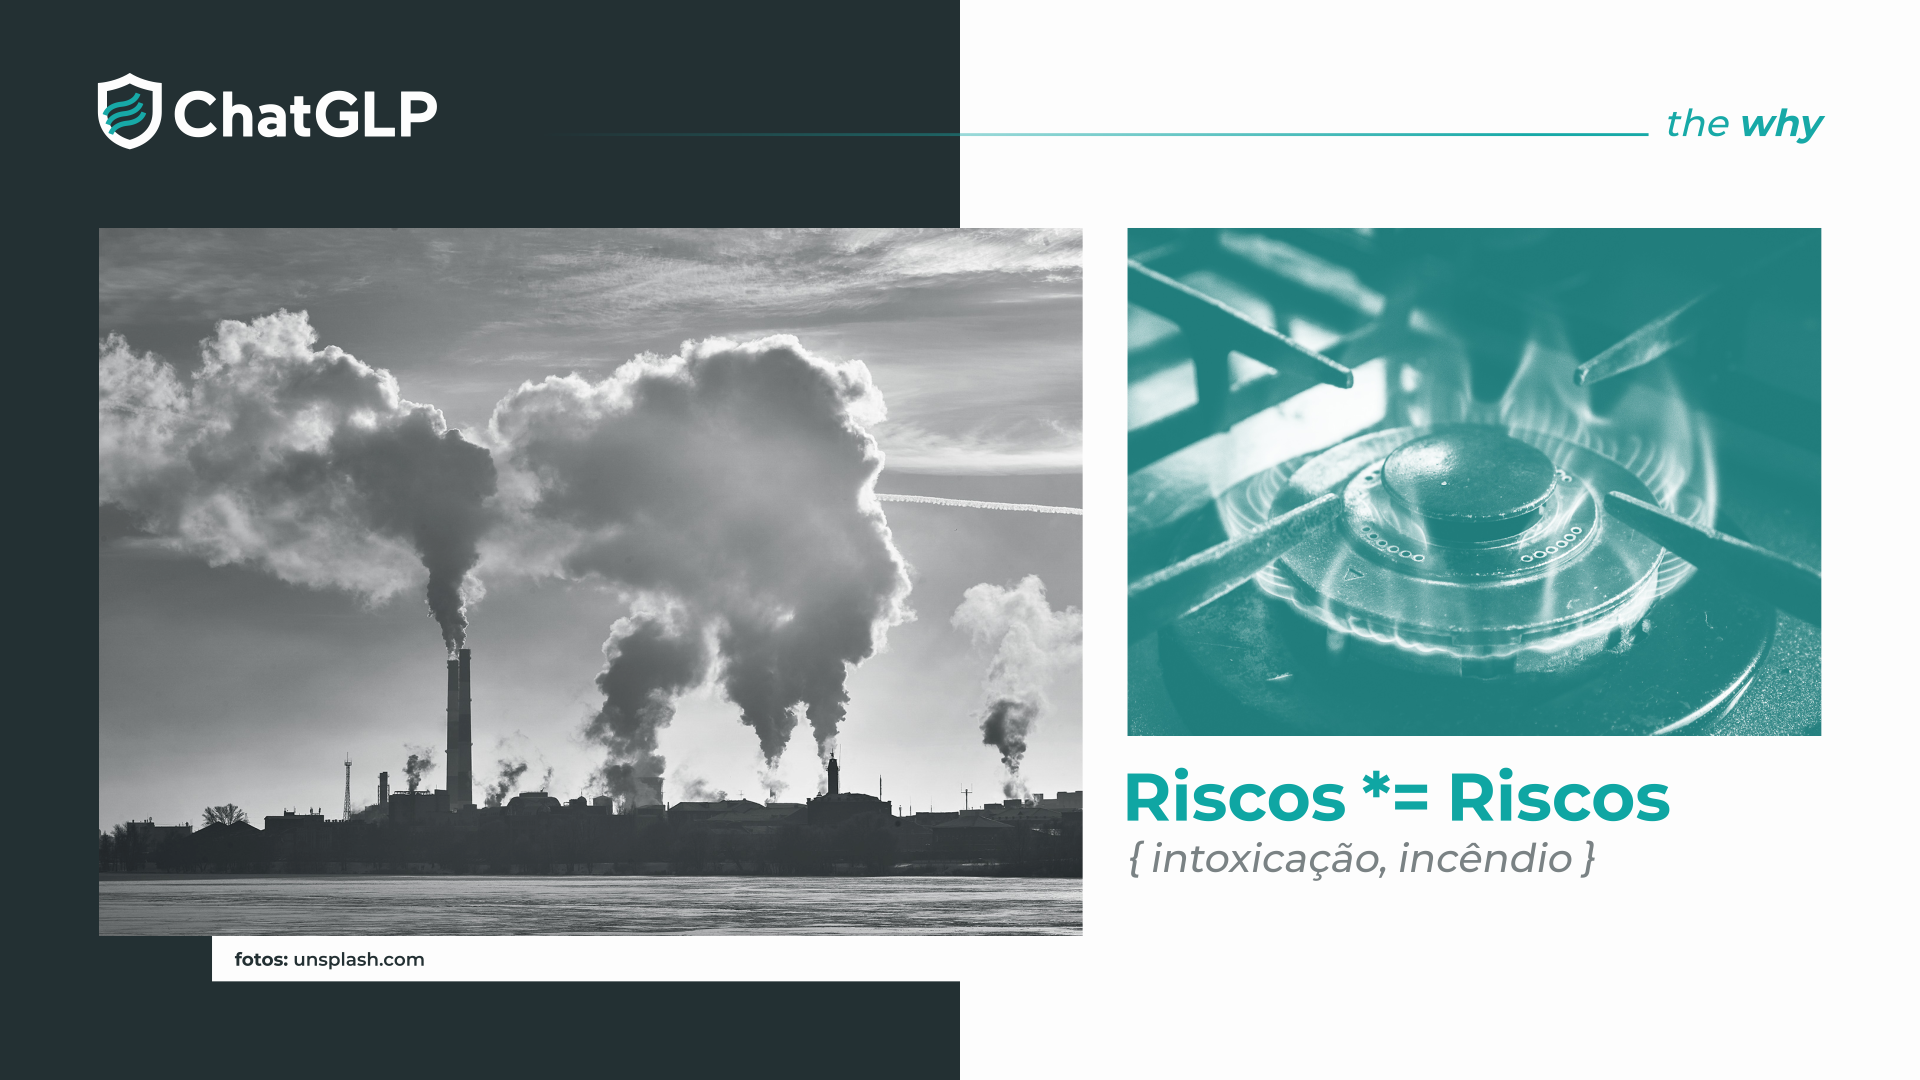 ChatGLP
the why
Riscos *= Riscos
{ intoxicação, incêndio }
fotos: unsplash.com